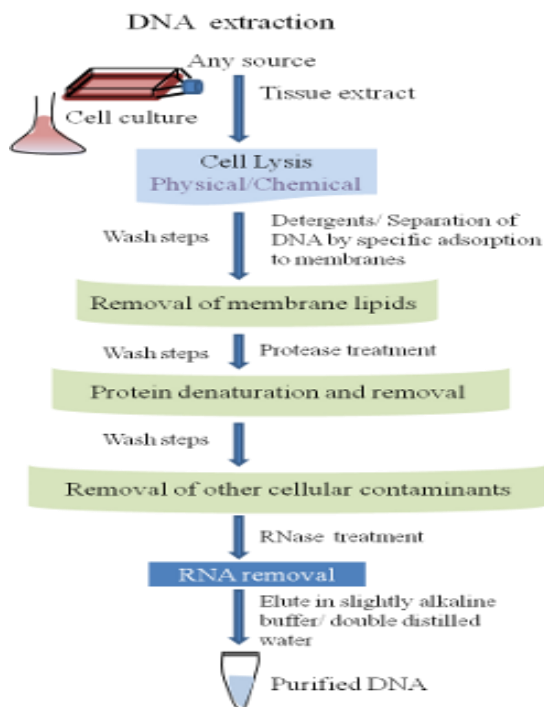 DNA extraction
Any source
Cell culture
Tissue extract
Cell Lysis
Physical/Chemical
Wash steps
Detergents/ Separation of
DNA by specific adsorption
to membranes
Removal of membrane lipids
Wash steps
Protease treatment
Protein denaturation and removal
Wash steps
Removal of other cellular contaminants
RNase treatment
RNA removal
Elute in slightly alkaline
buffer/ double distilled
water
Purified DNA